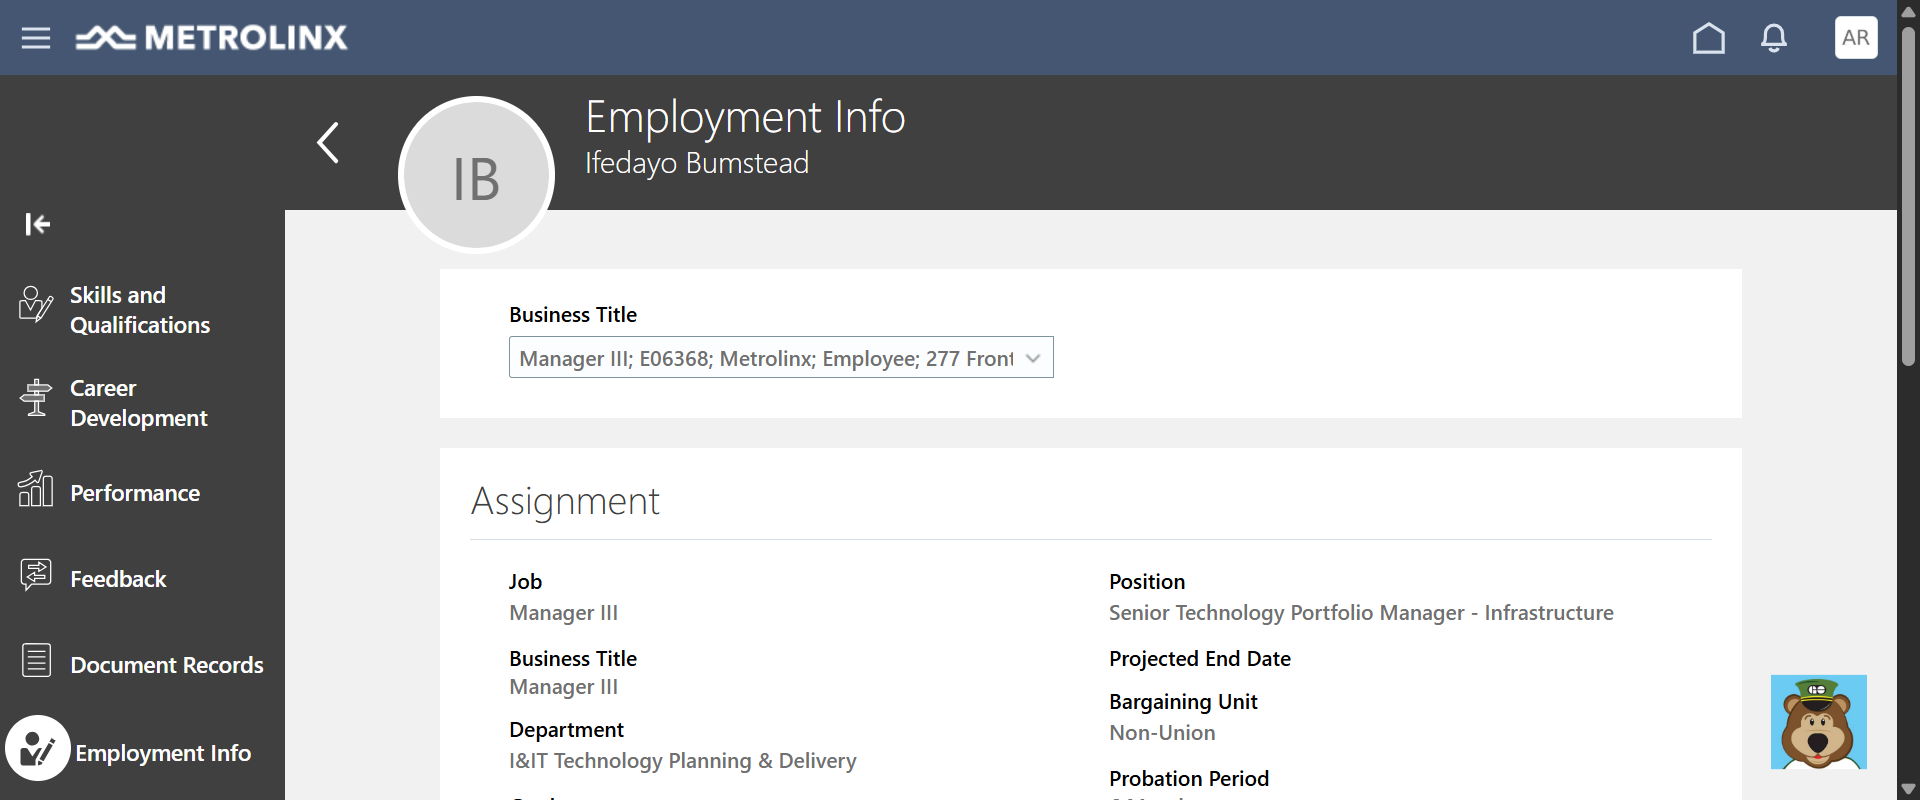 METROLINX
AR
Employment Info
Ifedayo Bumstead
IB
Skills and
Qualifications
Career
Development
Performance
Feedback
Document Records
Employment Info
Business Title
Manager III; E06368; Metrolinx; Employee; 277 Front
Assignment
Job
Manager III
Business Title
Manager III
Department
I&IT Technology Planning & Delivery
Position
Senior Technology Portfolio Manager - Infrastructure
Projected End Date
Bargaining Unit
Non-Union
Probation Period